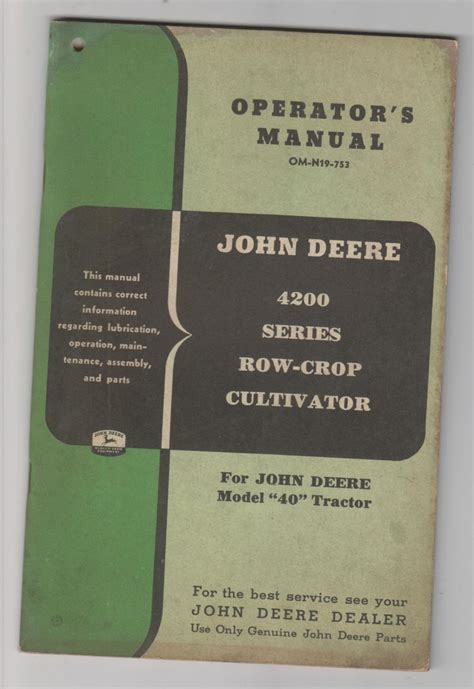 OPERATOR'S
MANUAL
OM-N19-753
This manual
contains correct
information
regarding lubrication,
operation, main-
tenance, assembly,
and parts
JOHN DEERE
4200
SERIES
ROW-CROP
CULTIVATOR
JOHN DEERE
For JOHN DEERE
Model "40" Tractor
For the best service see your
JOHN DEERE DEALER
Use Only Genuine John Deere Parts